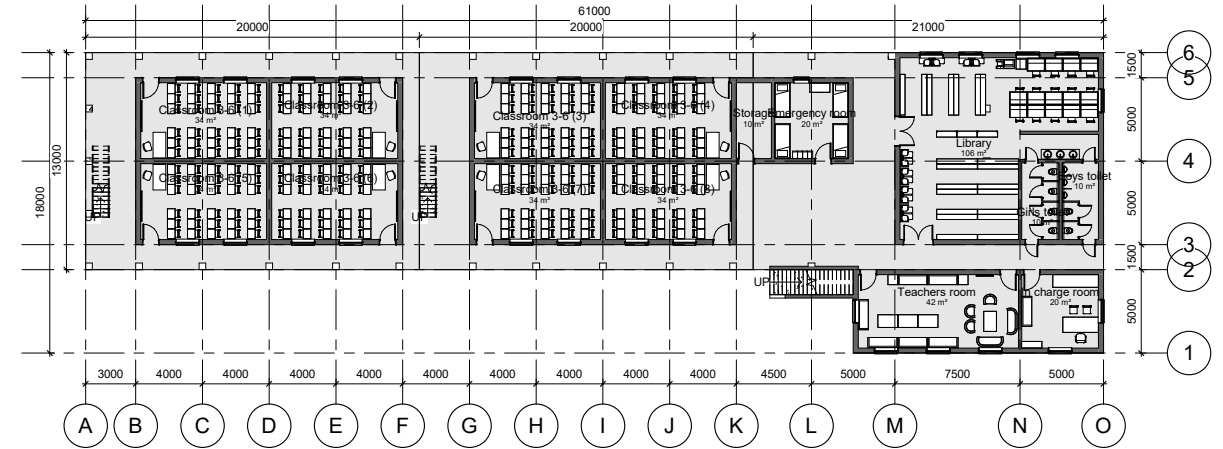 61000
20000 20000 21000
6
1500
5
Classroom 3-6 (1)
34 m²
Classroom 3-6 (2)
34 m²
Classroom 3-6 (3)
34 m²
Classroom 3-6 (4)
34 m²
Storage
10 m²
Emergency room
20 m²
5000
13000
18000
Library
106 m²
4
Classroom 3-6 (5)
Classroom 3-6 (6)
Classroom 3-6 (7)
34 m²
Classroom 3-6 (8)
34 m²
toilet
10 m²
5000
UP
UP
3
1500
2
UP
Teachers room
42 m²
charge room
20 m²
5000
1
3000 4000 4000 4000 4000 4000 4000 4000 4000 4000 4500 5000 7500 5000
A B C D E F G H I J K L M N O